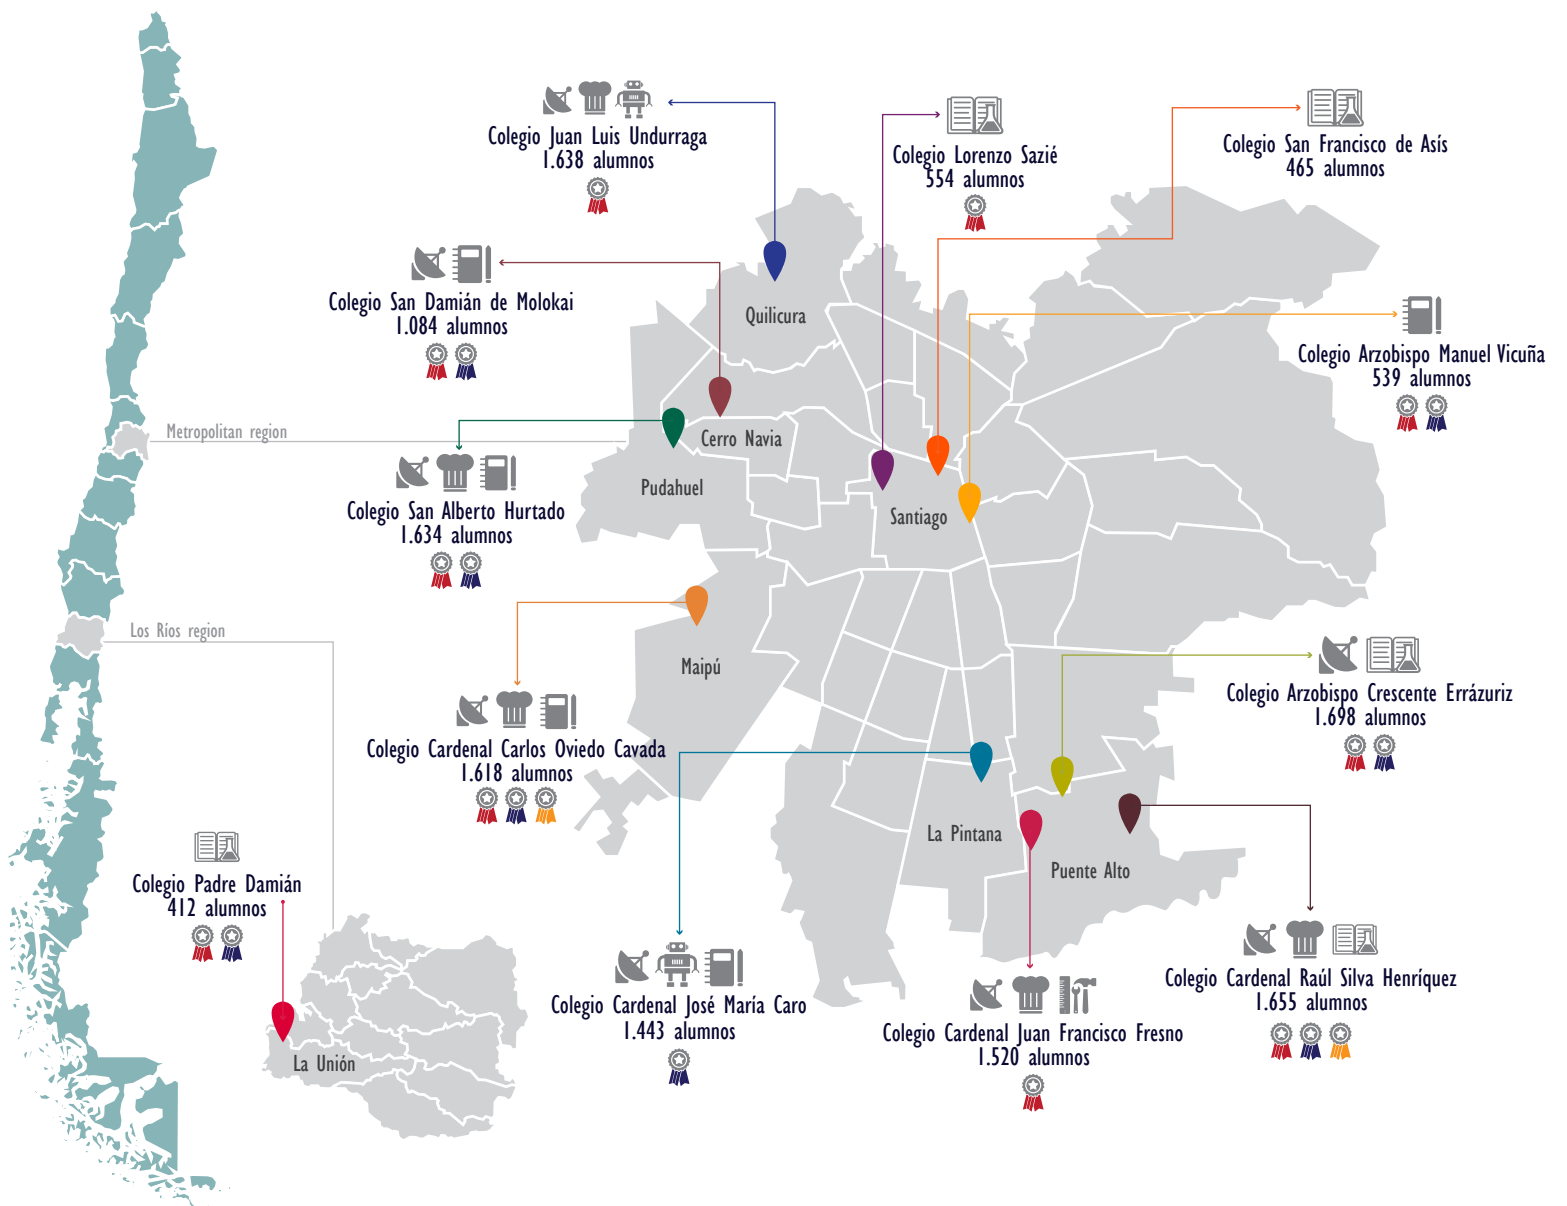 Colegio Juan Luis Undurraga
1.638 alumnos
Colegio Lorenzo Sazié
554 alumnos
Colegio San Francisco de Asís
465 alumnos
Colegio San Damián de Molokai
1.084 alumnos
Quilicura
Colegio Arzobispo Manuel Vicuña
539 alumnos
Metropolitan region
Cerro Navia
Pudahuel
Colegio San Alberto Hurtado
1.634 alumnos
Santiago
Los Ríos region
Maipú
Colegio Arzobispo Crescente Errázuriz
1.698 alumnos
Colegio Cardenal Carlos Oviedo Cavada
1.618 alumnos
La Pintana
Puente Alto
Colegio Padre Damián
412 alumnos
Colegio Cardenal José María Caro
1.443 alumnos
Colegio Cardenal Juan Francisco Fresno
1.520 alumnos
Colegio Cardenal Raúl Silva Henríquez
1.655 alumnos
La Unión